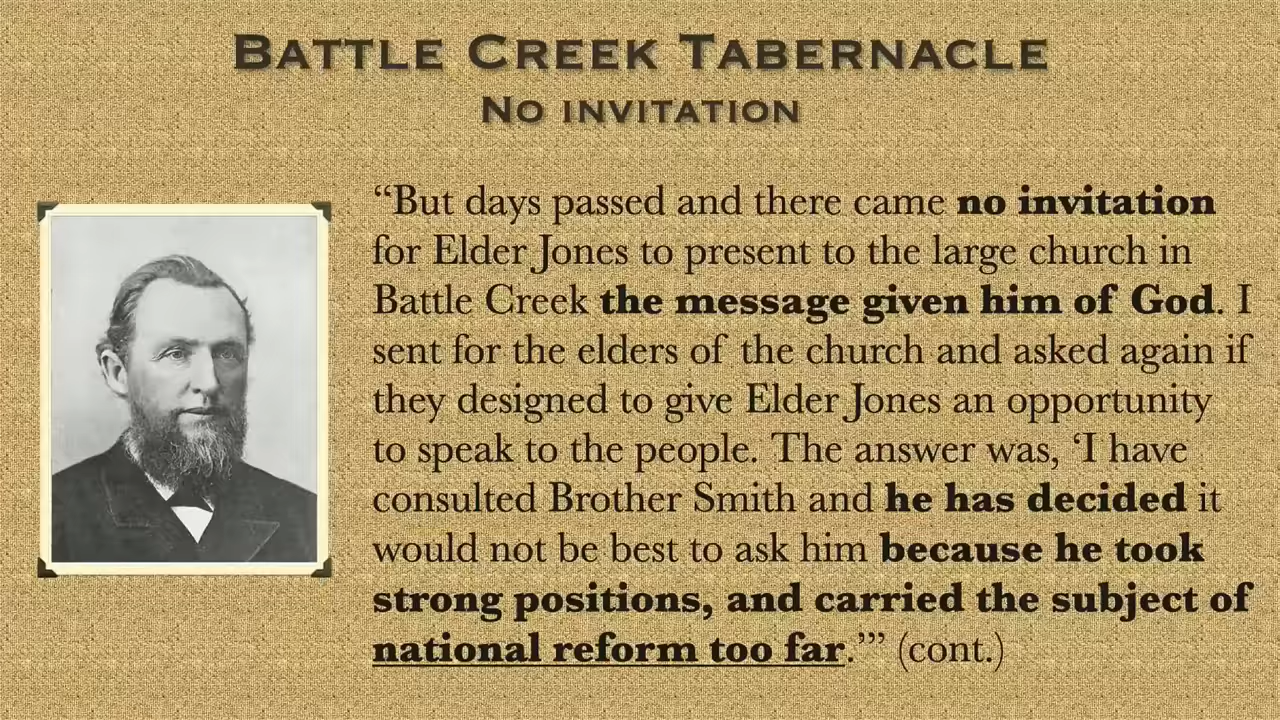 BATTLE CREEK TABERNACLE
NO INVITATION
“But days passed and there came no invitation
for Elder Jones to present to the large church in
Battle Creek the message given him of God. I
sent for the elders of the church and asked again if
they designed to give Elder Jones an opportunity
to speak to the people. The answer was, ‘I have
consulted Brother Smith and he has decided it
would not be best to ask him because he took
strong positions, and carried the subject of
national reform too far.’” (cont.)